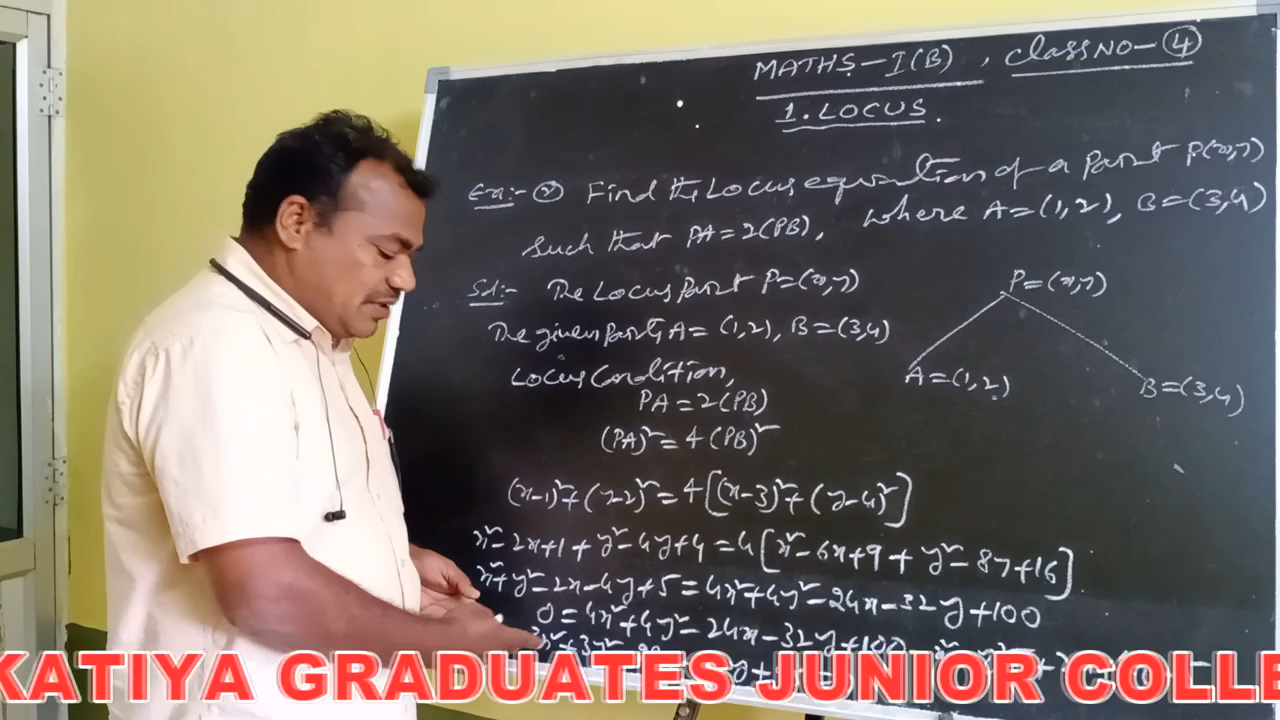 MATHS-I(B), Class NO-④
1. LOCUS.
Exa:- ② Find the Locus equation of a Point P(x,y)
such that PA=2(PB), where A=(1,2), B=(3,4)
Sol:- The Locus Point P=(x,y)
The given Points A=(1,2), B=(3,4)
Locus Condition,
PA=2(PB)
(PA)²=4(PB)²
P=(x,y)
A=(1,2)
B=(3,4)
(x-1)²+(y-2)²=4[(x-3)²+(y-4)²]
x²-2x+1+y²-4y+4=4[x²-6x+9+y²-8y+16]
x²+y²-2x-4y+5=4x²+4y²-24x-32y+100
0=4x²+4y²-24x-32y+100
3x²+3y²
KATIYA GRADUATES JUNIOR COLLE